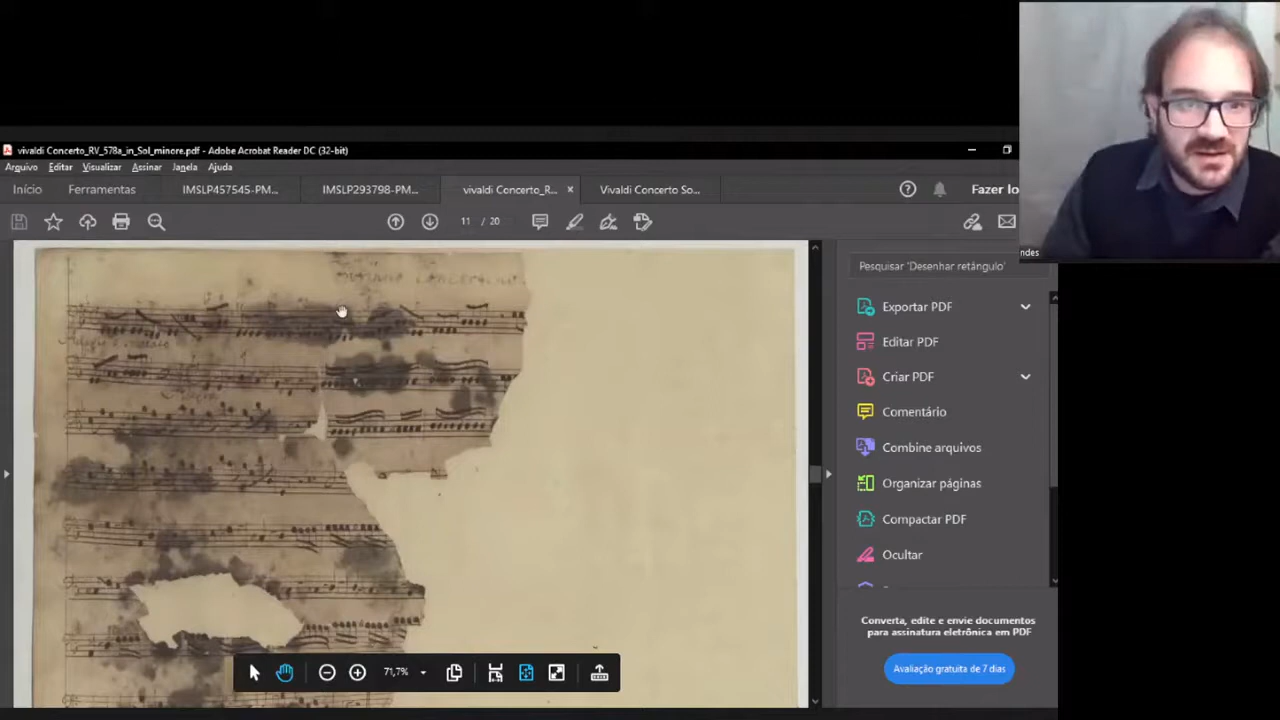 vivaldi Concerto_RV_578a_in_Sol_minore.pdf - Adobe Acrobat Reader DC (32-bit)
Arquivo Editar Visualizar Assinar Janela Ajuda
Início Ferramentas IMSLP457545-PM... IMSLP293798-PM... vivaldi Concerto_R... × Vivaldi Concerto So... Fazer lo
11 / 20
ndes
Pesquisar 'Desenhar retângulo'
Exportar PDF
Editar PDF
Criar PDF
Comentário
Combine arquivos
Organizar páginas
Compactar PDF
Ocultar
Converta, edite e envie documentos
para assinatura eletrônica em PDF
Avaliação gratuita de 7 dias
71,7%